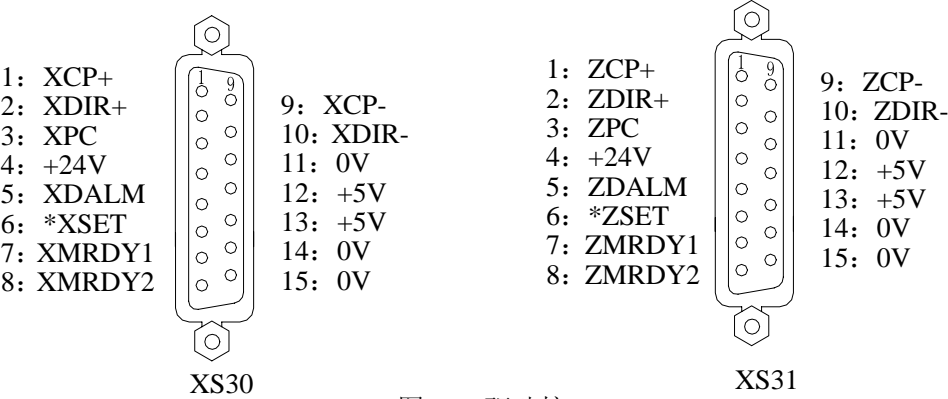 1：XCP+
2：XDIR+
3：XPC
4：+24V
5：XDALM
6：*XSET
7：XMRDY1
8：XMRDY2
1
9
9：XCP-
10：XDIR-
11：0V
12：+5V
13：+5V
14：0V
15：0V
XS30
1：ZCP+
2：ZDIR+
3：ZPC
4：+24V
5：ZDALM
6：*ZSET
7：ZMRDY1
8：ZMRDY2
1
9
9：ZCP-
10：ZDIR-
11：0V
12：+5V
13：+5V
14：0V
15：0V
XS31